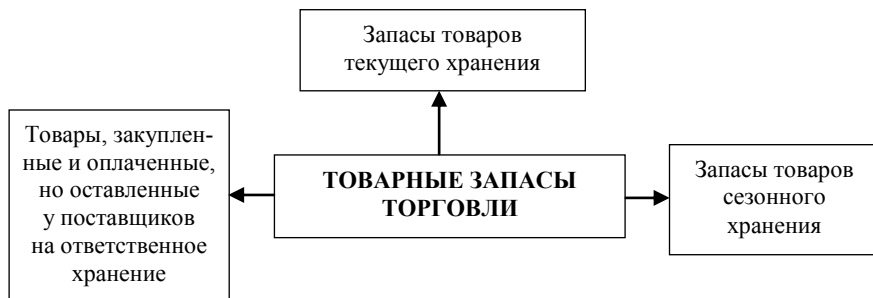 Запасы товаров
текущего хранения
Товары, закуплен-
ные и оплаченные,
но оставленные
у поставщиков
на ответственное
хранение
ТОВАРНЫЕ ЗАПАСЫ
ТОРГОВЛИ
Запасы товаров
сезонного
хранения